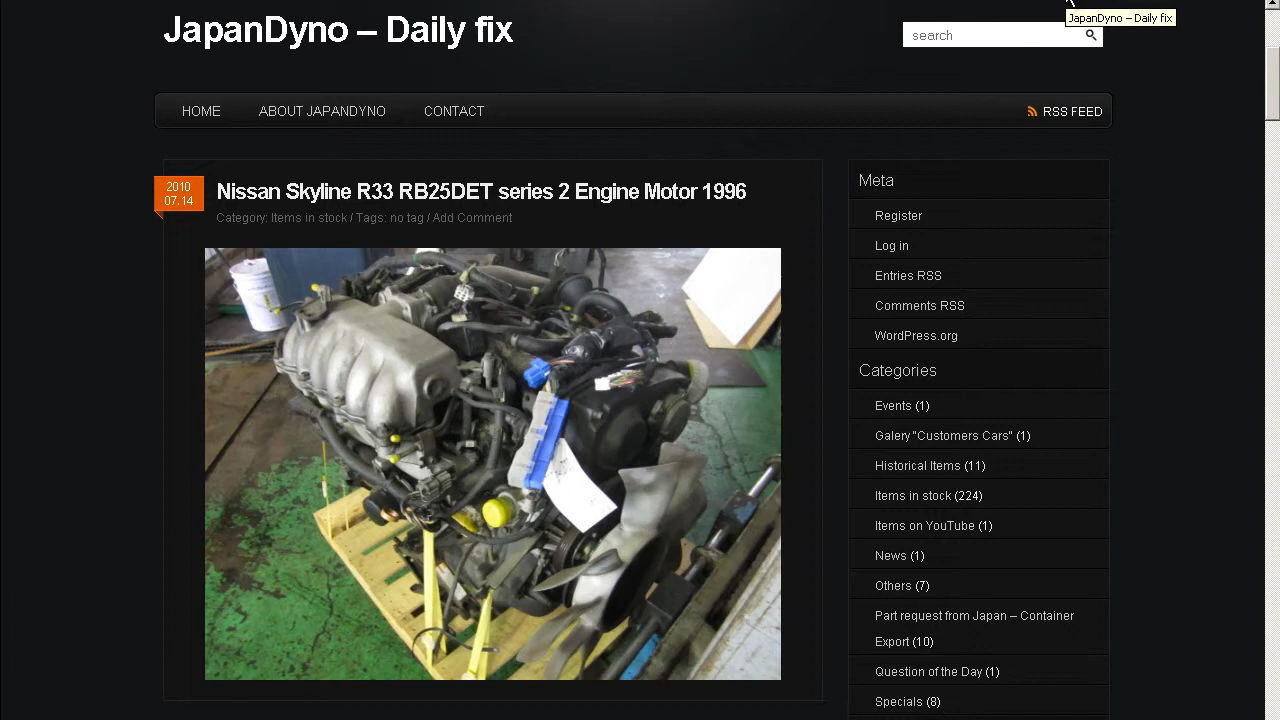 JapanDyno – Daily fix
JapanDyno – Daily fix
search
HOME
ABOUT JAPANDYNO
CONTACT
RSS FEED
2010
07.14
Nissan Skyline R33 RB25DET series 2 Engine Motor 1996
Category: Items in stock / Tags: no tag / Add Comment
Meta
Register
Log in
Entries RSS
Comments RSS
WordPress.org
Categories
Events (1)
Galery"Customers Cars" (1)
Historical Items (11)
Items in stock (224)
Items on YouTube (1)
News (1)
Others (7)
Part request from Japan – Container
Export (10)
Question of the Day (1)
Specials (8)